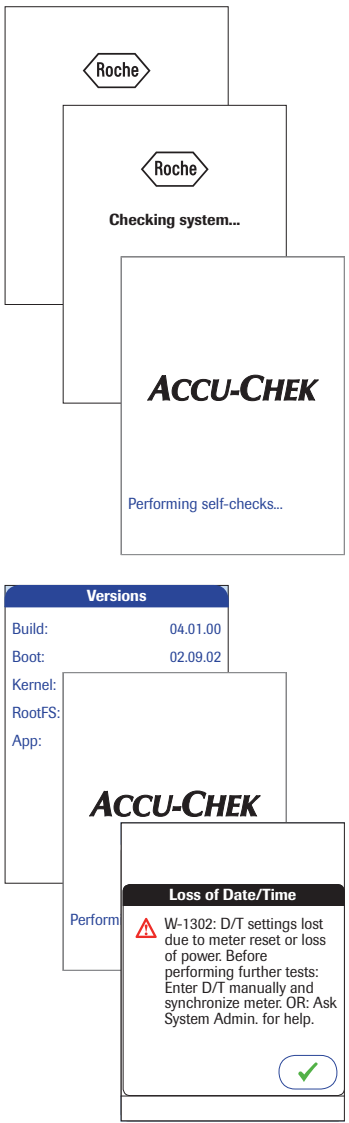 Roche
Roche
Checking system...
ACCU-CHEK
Performing self-checks...
Versions
Build: 04.01.00
Boot: 02.09.02
Kernel:
RootFS:
App:
ACCU-CHEK
Perform
Loss of Date/Time
W-1302: D/T settings lost
due to meter reset or loss
of power. Before
performing further tests:
Enter D/T manually and
synchronize meter. OR: Ask
System Admin. for help.